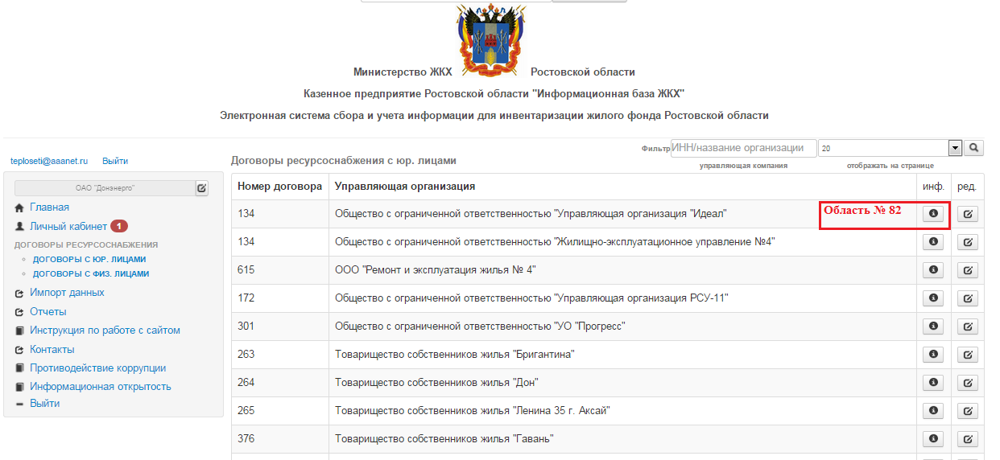 Министерство ЖКХ Ростовской области
Казенное предприятие Ростовской области "Информационная база ЖКХ"
Электронная система сбора и учета информации для инвентаризации жилого фонда Ростовской области
teploseti@aaanet.ru Выйти
ОАО "Донэнерго"
Главная
Личный кабинет 1
ДОГОВОРЫ РЕСУРСОСНАБЖЕНИЯ
ДОГОВОРЫ С ЮР. ЛИЦАМИ
ДОГОВОРЫ С ФИЗ. ЛИЦАМИ
Импорт данных
Отчеты
Инструкция по работе с сайтом
Контакты
Противодействие коррупции
Информационная открытость
Выйти
Фильтр ИНН/название организации 20
управляющая компания отображать на странице
Договоры ресурсоснабжения с юр. лицами
Номер договора Управляющая организация инф. ред.
134 Общество с ограниченной ответственностью "Управляющая организация "Идеал" Область № 82
134 Общество с ограниченной ответственностью "Жилищно-эксплуатационное управление №4"
615 ООО "Ремонт и эксплуатация жилья № 4"
172 Общество с ограниченной ответственностью "Управляющая организация РСУ-11"
301 Общество с ограниченной ответственностью "УО "Прогресс"
263 Товарищество собственников жилья "Бригантина"
264 Товарищество собственников жилья "Дон"
265 Товарищество собственников жилья "Ленина 35 г. Аксай"
376 Товарищество собственников жилья "Гавань"